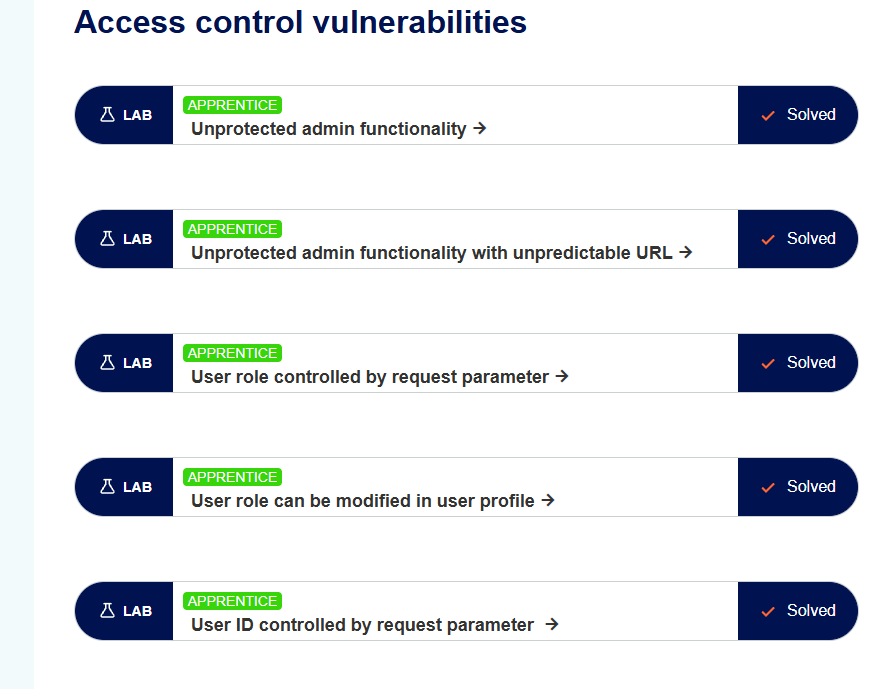 Access control vulnerabilities
LAB
APPRENTICE
Unprotected admin functionality →
Solved
LAB
APPRENTICE
Unprotected admin functionality with unpredictable URL →
Solved
LAB
APPRENTICE
User role controlled by request parameter →
Solved
LAB
APPRENTICE
User role can be modified in user profile →
Solved
LAB
APPRENTICE
User ID controlled by request parameter →
Solved